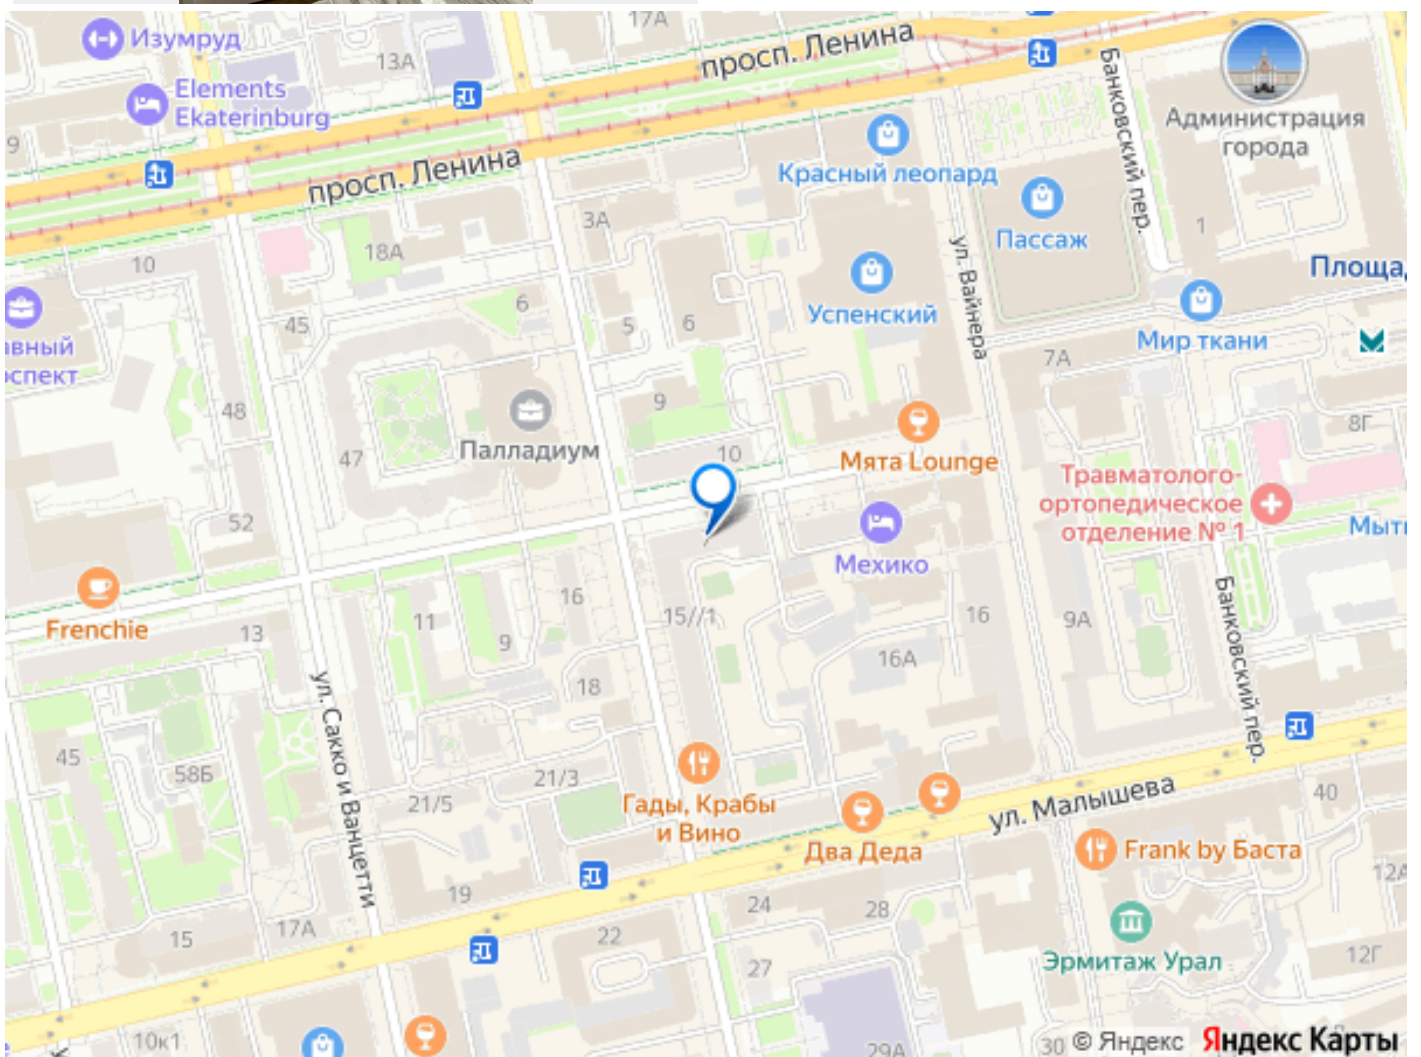 17А
Изумруд
просп. Ленина
13А
Банковский пер.
Elements
Ekaterinburg
Администрация
города
9
просп. Ленина
Красный леопард
3А
Пассаж
1
18А
10
ул. Вайнера
Площа
6
45
5
6
Успенский
Мир ткани
авный
спект
7А
48
9
8Г
47
Палладиум
10
Мята Lounge
Травматолого-
ортопедическое
отделение № 1
52
Мыти
Мехико
Банковский пер.
16
Frenchie
13
11
15//1
16
9А
9
16А
ул. Сакко и Ванцетти
18
45
58Б
21/3
21/5
Гады, Крабы
и Вино
ул. Малышева
40
Два Деда
Frank by Баста
12А
19
24
28
17А
15
22
27
Эрмитаж Урал
12Г
10к1
29А
30
© Яндекс Яндекс Карты